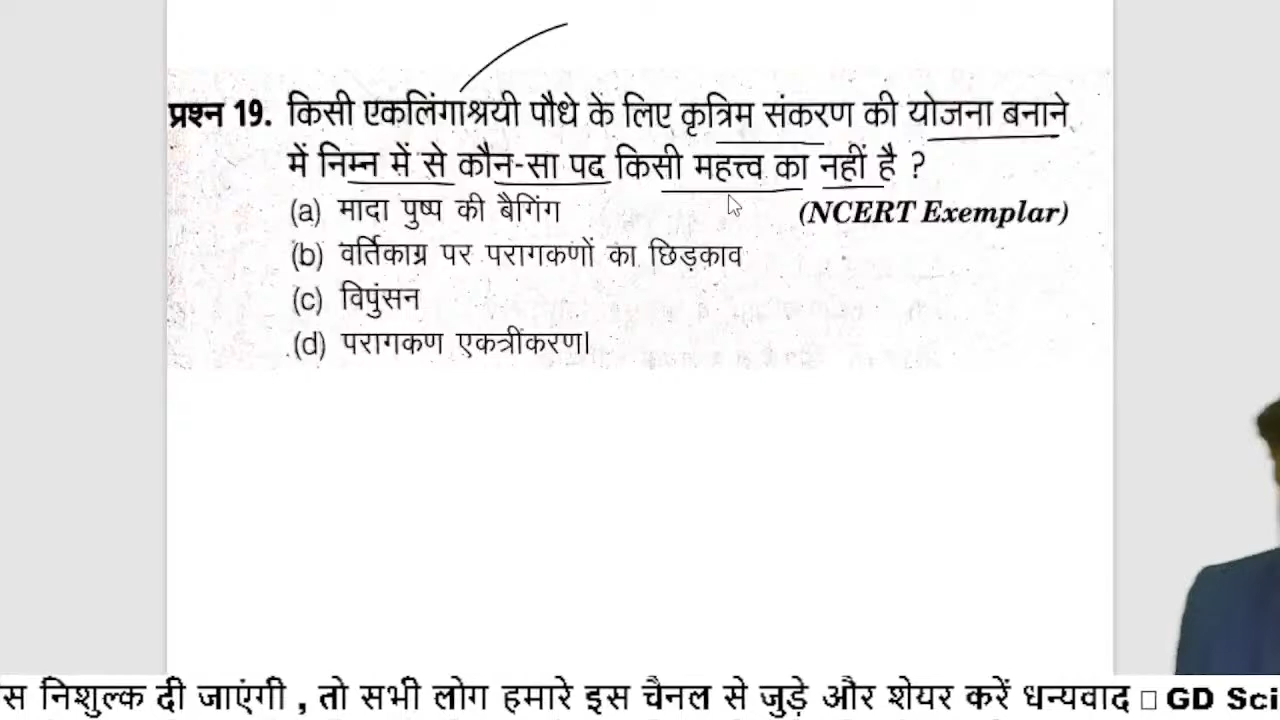 प्रश्न 19. किसी एकलिंगाश्रयी पौधे के लिए कृत्रिम संकरण की योजना बनाने
में निम्न में से कौन-सा पद किसी महत्त्व का नहीं है ?
(a) मादा पुष्प की बैगिंग (NCERT Exemplar)
(b) वर्तिकाग्र पर परागकणों का छिड़काव
(c) विपुंसन
(d) परागकण एकत्रींकरण।
स निशुल्क दी जाएंगी , तो सभी लोग हमारे इस चैनल से जुड़े और शेयर करें धन्यवाद □ GD Sci